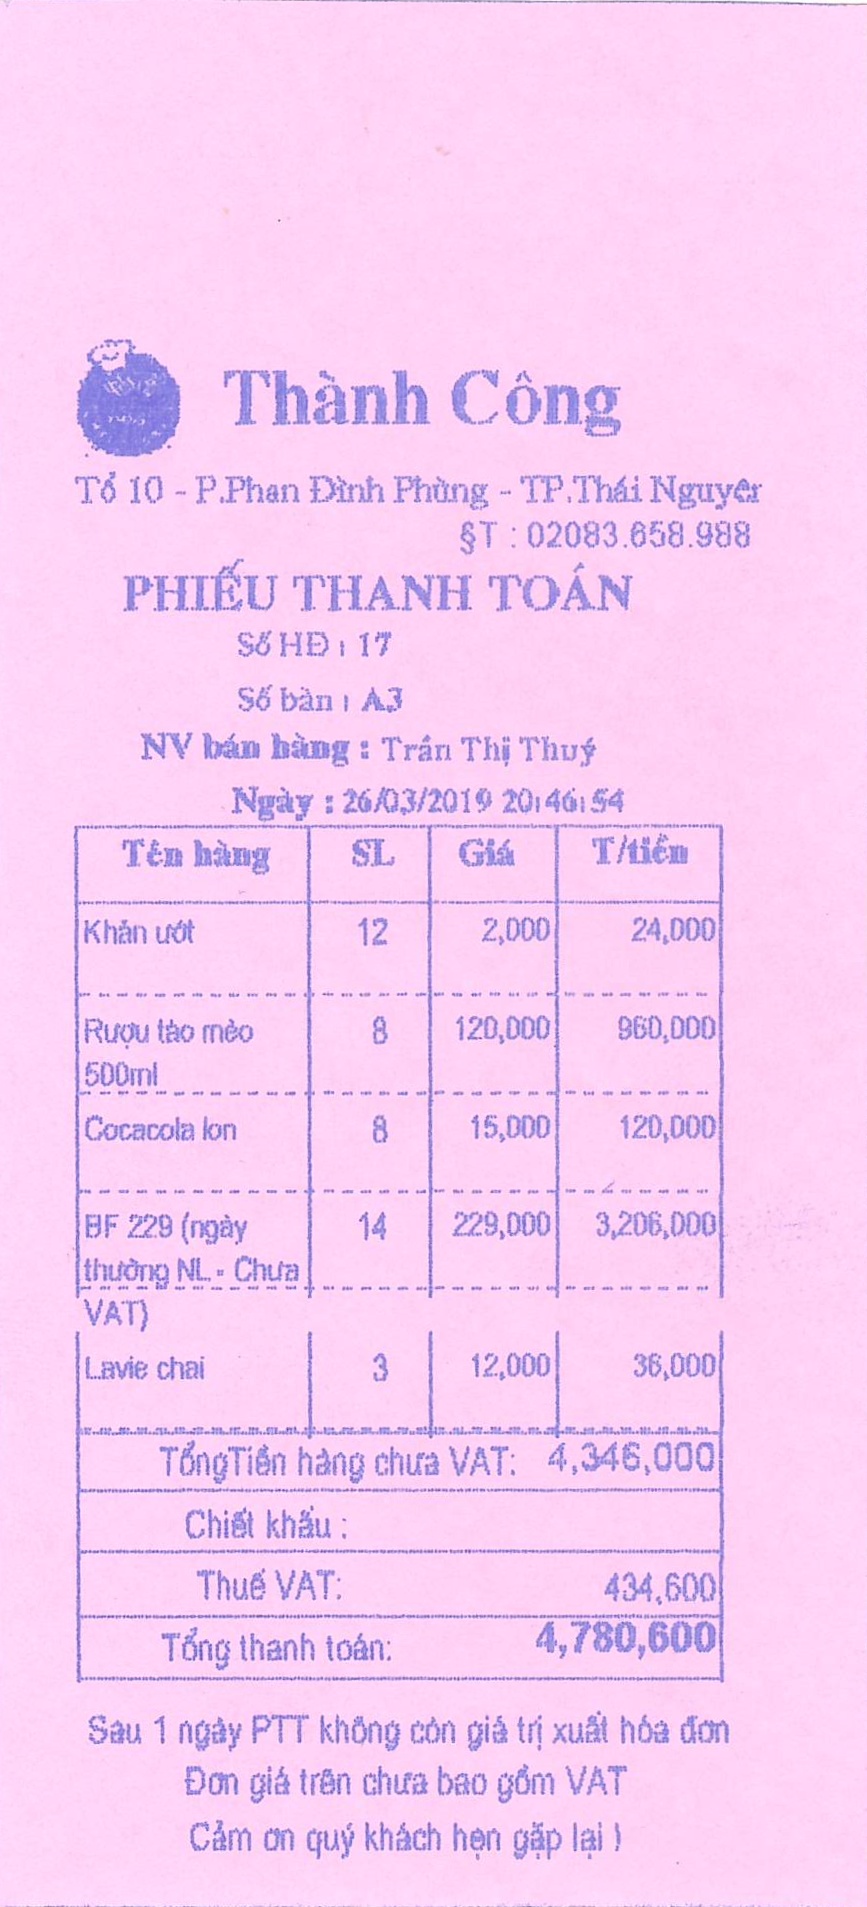 Thành Công
Tổ 10 - P.Phan Đình Phùng - TP.Thái Nguyên
§T : 02083.658.988
PHIẾU THANH TOÁN
Số HĐ : 17
Số bàn : A3
NV bán hàng : Trần Thị Thuý
Ngày : 26/03/2019 20:46:54
Tên hàng SL Giá T/tiền
Khăn ướt 12 2,000 24,000
Rượu táo mèo 8 120,000 960,000
500ml
Cocacola lon 8 15,000 120,000
BF 229 (ngày 14 229,000 3,206,000
thường NL - Chưa
VAT)
Lavie chai 3 12,000 36,000
TổngTiền hàng chưa VAT: 4,346,000
Chiết khấu :
Thuế VAT: 434,600
Tổng thanh toán: 4,780,600
Sau 1 ngày PTT không còn giá trị xuất hóa đơn
Đơn giá trên chưa bao gồm VAT
Cảm ơn quý khách hẹn gặp lại !